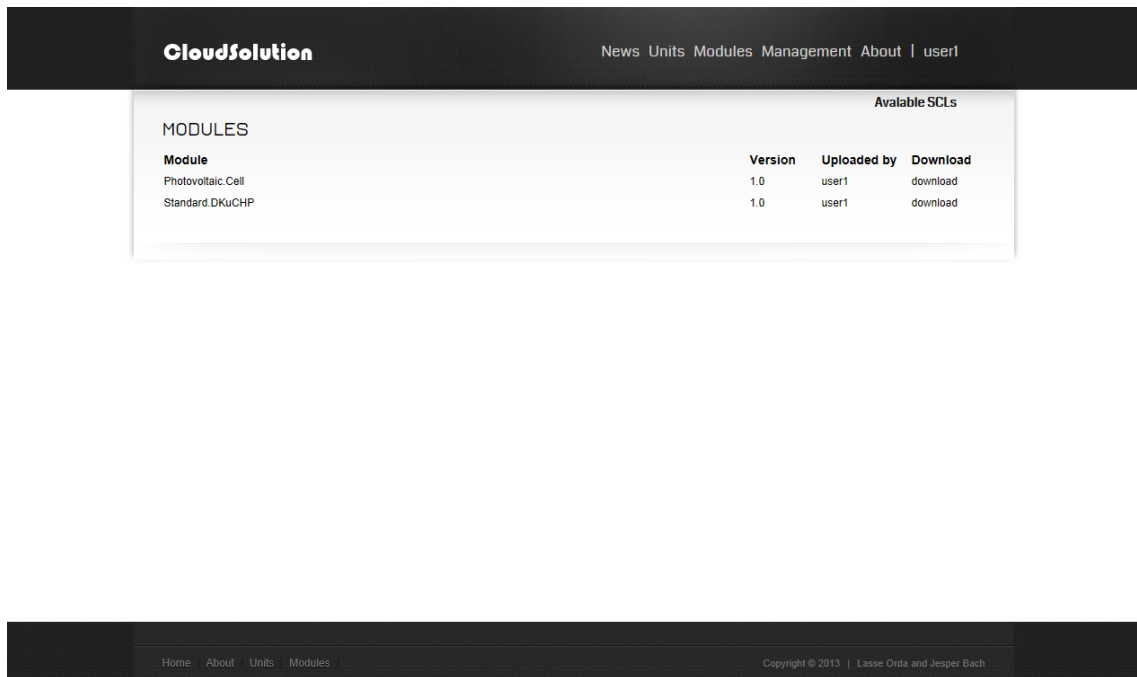 CloudSolution
News Units Modules Management About | user1
Avalable SCLs
MODULES
Module Version Uploaded by Download
Photovoltaic.Cell 1.0 user1 download
Standard.DKuCHP 1.0 user1 download
Home | About | Units | Modules |
Copyright © 2013 | Lasse Orda and Jesper Bach